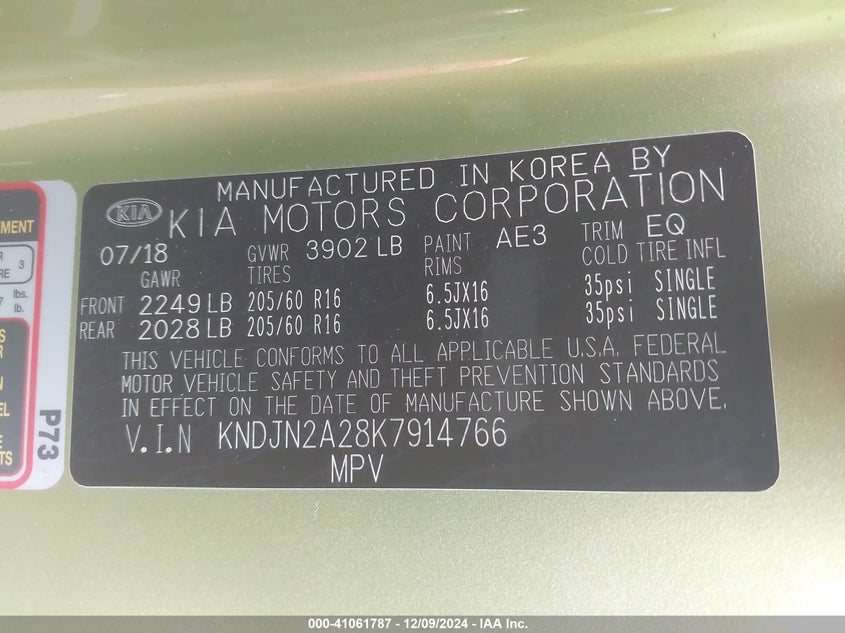 MANUFACTURED IN KOREA BY
KIA KIA MOTORS CORPORATION
07/18 GVWR 3902 LB PAINT AE3 TRIM EQ
GAWR TIRES RIMS COLD TIRE INFL
FRONT 2249 LB 205/60 R16 6.5JX16 35psi SINGLE
REAR 2028 LB 205/60 R16 6.5JX16 35psi SINGLE
THIS VEHICLE CONFORMS TO ALL APPLICABLE U.S.A. FEDERAL
MOTOR VEHICLE SAFETY AND THEFT PREVENTION STANDARDS
IN EFFECT ON THE DATE OF MANUFACTURE SHOWN ABOVE.
V.I.N KNDJN2A28K7914766
MPV
3
lbs.
lb.
P73
000-41061787 - 12/09/2024 - IAA Inc.